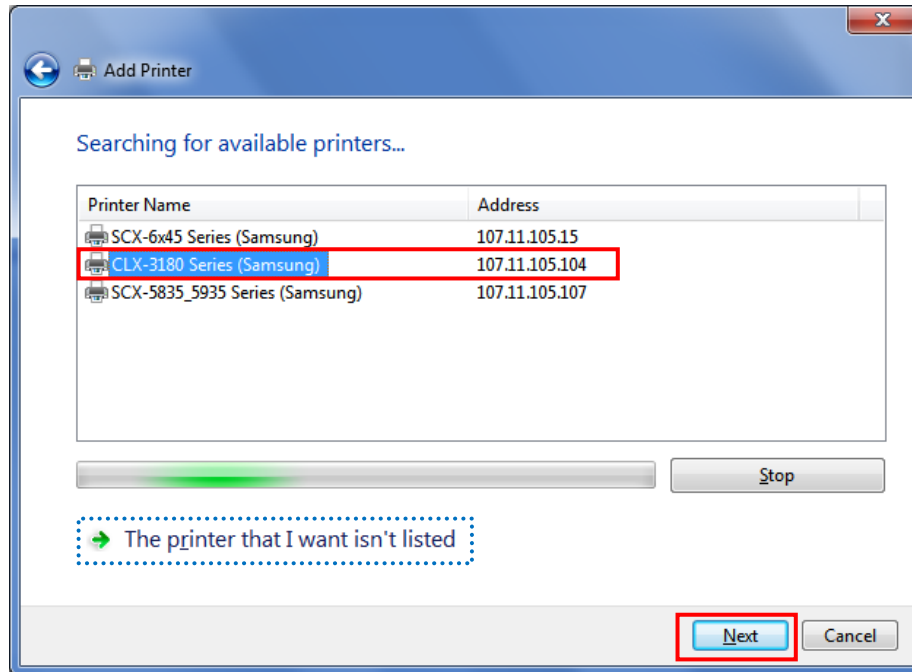 Add Printer
Searching for available printers...
Printer Name Address
SCX-6x45 Series (Samsung) 107.11.105.15
CLX-3180 Series (Samsung) 107.11.105.104
SCX-5835_5935 Series (Samsung) 107.11.105.107
Stop
The printer that I want isn't listed
Next Cancel